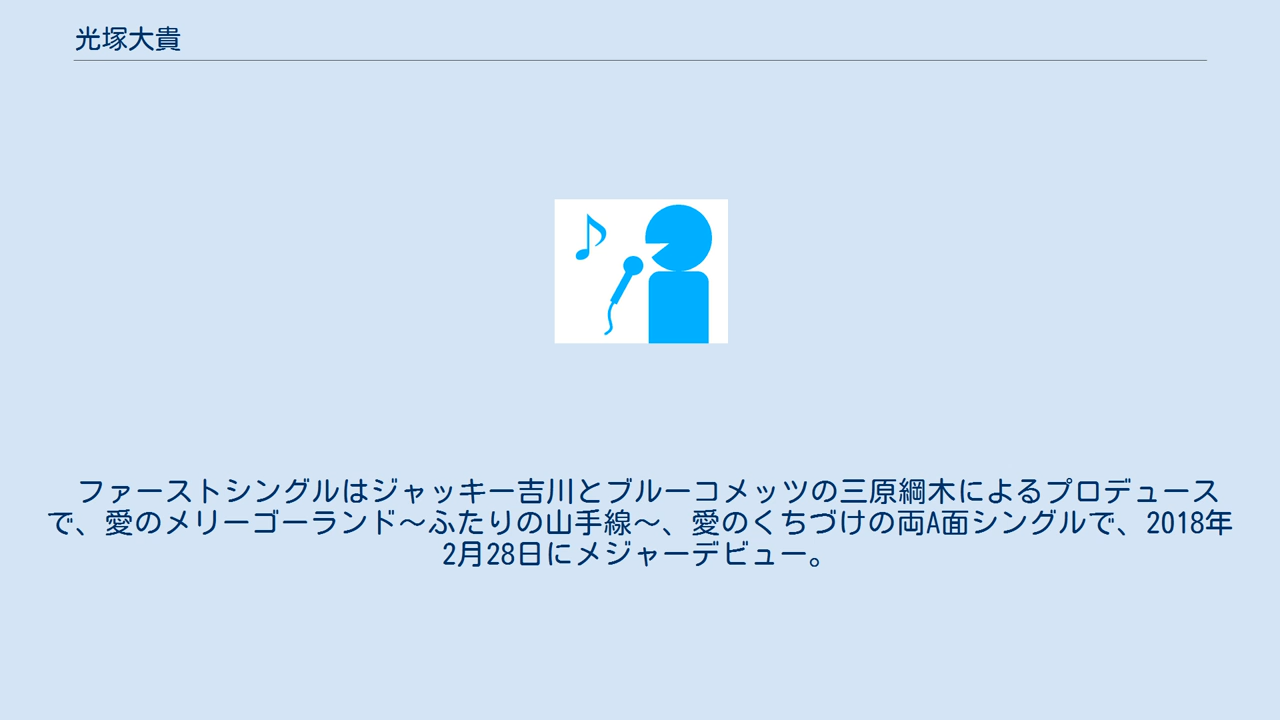 光塚大貴
ファーストシングルはジャッキー吉川とブルーコメッツの三原綱木によるプロデュース
で、愛のメリーゴーランド～ふたりの山手線～、愛のくちづけの両A面シングルで、2018年
2月28日にメジャーデビュー。